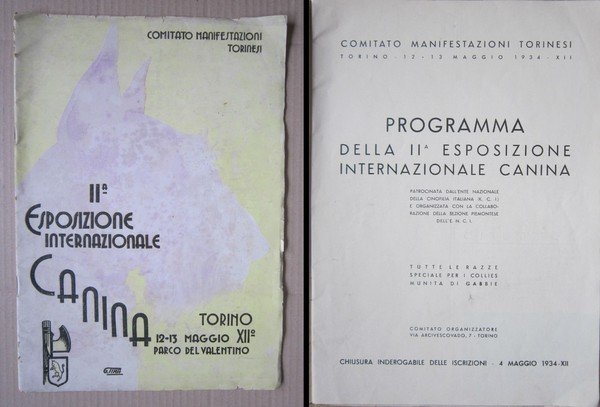 COMITATO MANIFESTAZIONI
TORINESI
IIª
ESPOSIZIONE
INTERNAZIONALE
CANINA
TORINO
12-13 MAGGIO XIIº
PARCO DEL VALENTINO
COMITATO MANIFESTAZIONI TORINESI
TORINO - 12-13 MAGGIO 1934-XII
PROGRAMMA
DELLA IIᴬ ESPOSIZIONE
INTERNAZIONALE CANINA
PATROCINATA DALL'ENTE NAZIONALE
DELLA CINOFILIA ITALIANA (K. C. I.)
E ORGANIZZATA CON LA COLLABO-
RAZIONE DELLA SEZIONE PIEMONTESE
DELL'E. N. C. I.
TUTTE LE RAZZE
SPECIALE PER I COLLIES
MUNITA DI GABBIE
COMITATO ORGANIZZATORE
VIA ARCIVESCOVADO, 7 - TORINO
CHIUSURA INDEROGABILE DELLE ISCRIZIONI - 4 MAGGIO 1934-XII